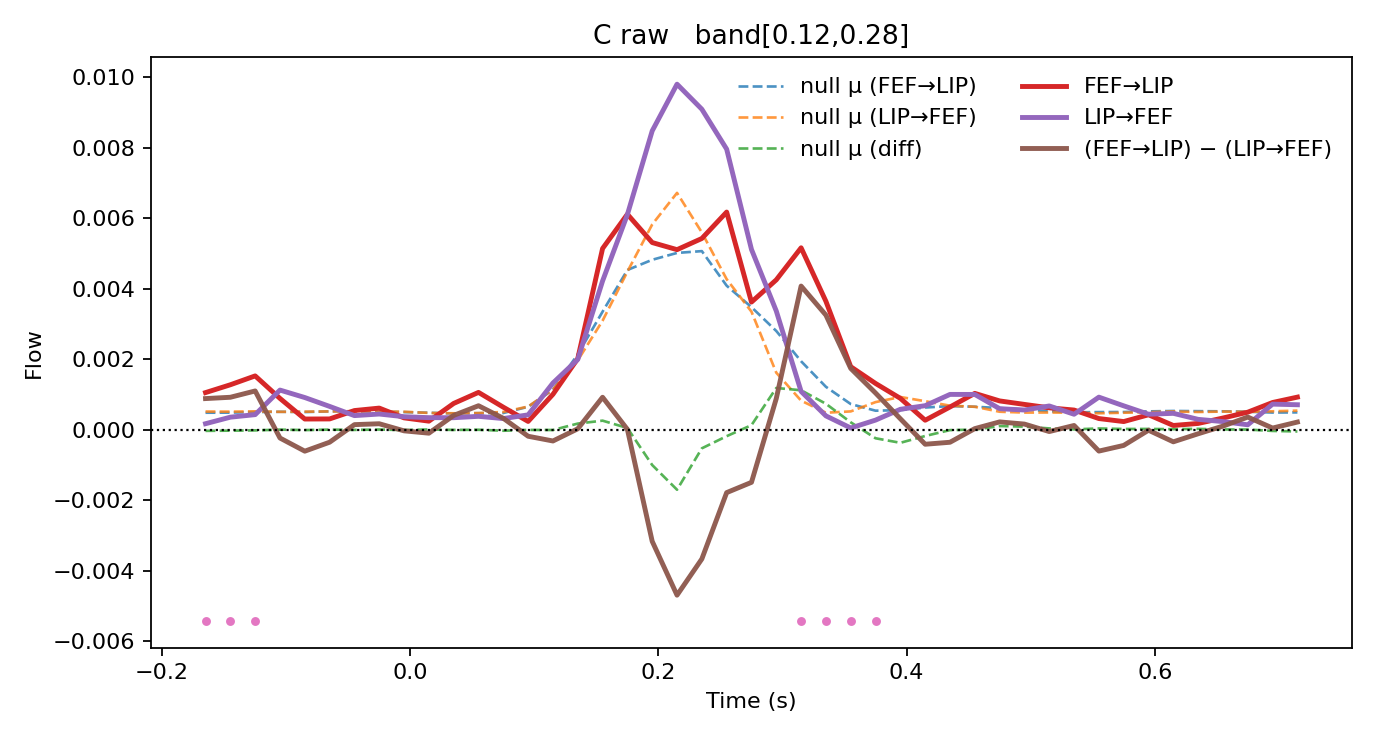 C raw   band[0.12,0.28]
0.010
0.008
0.006
0.004
0.002
0.000
−0.002
−0.004
−0.006
Flow
null μ (FEF→LIP)
null μ (LIP→FEF)
null μ (diff)
FEF→LIP
LIP→FEF
(FEF→LIP) − (LIP→FEF)
−0.2
0.0
0.2
0.4
0.6
Time (s)